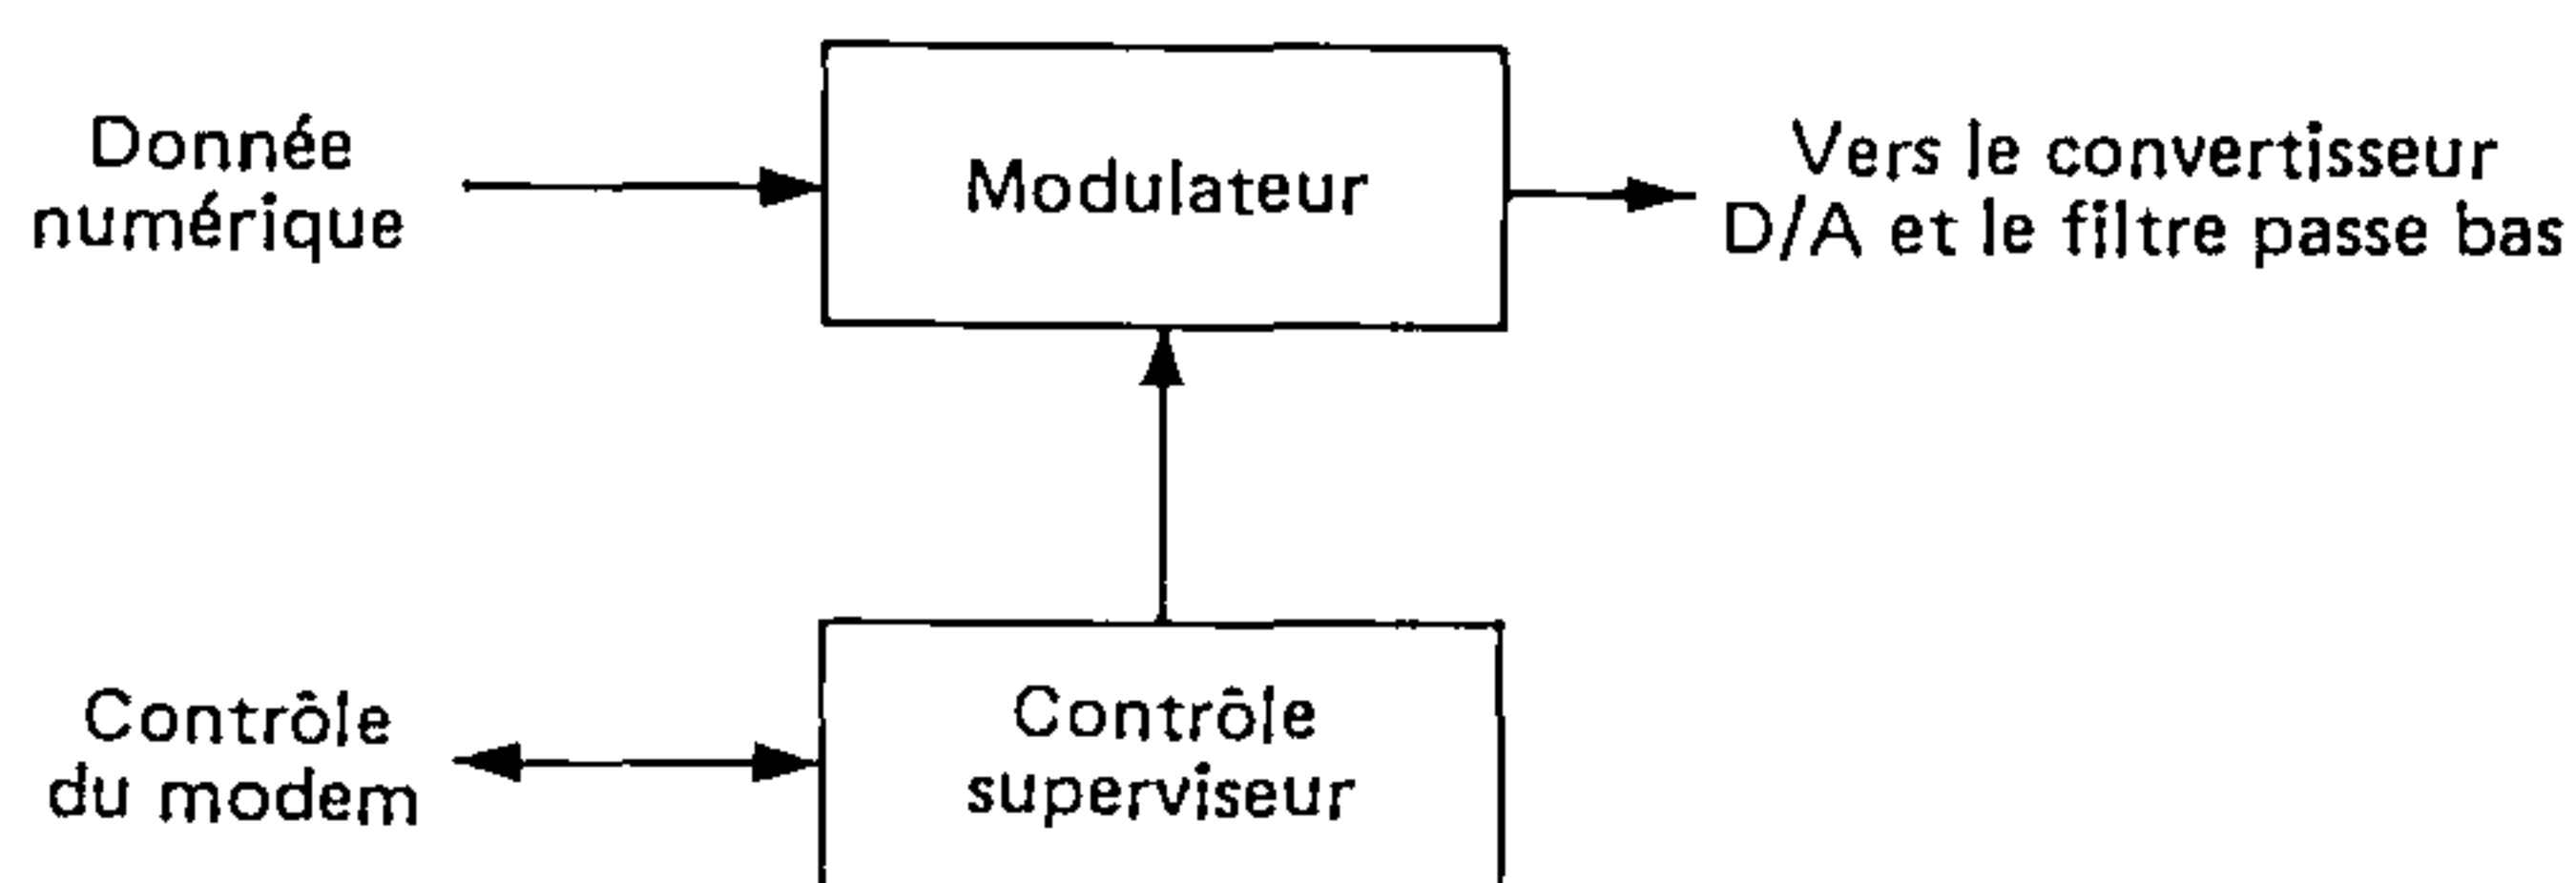 Donnée
numérique
Modulateur
Vers le convertisseur
D/A et le filtre passe bas
Contrôle
du modem
Contrôle
superviseur